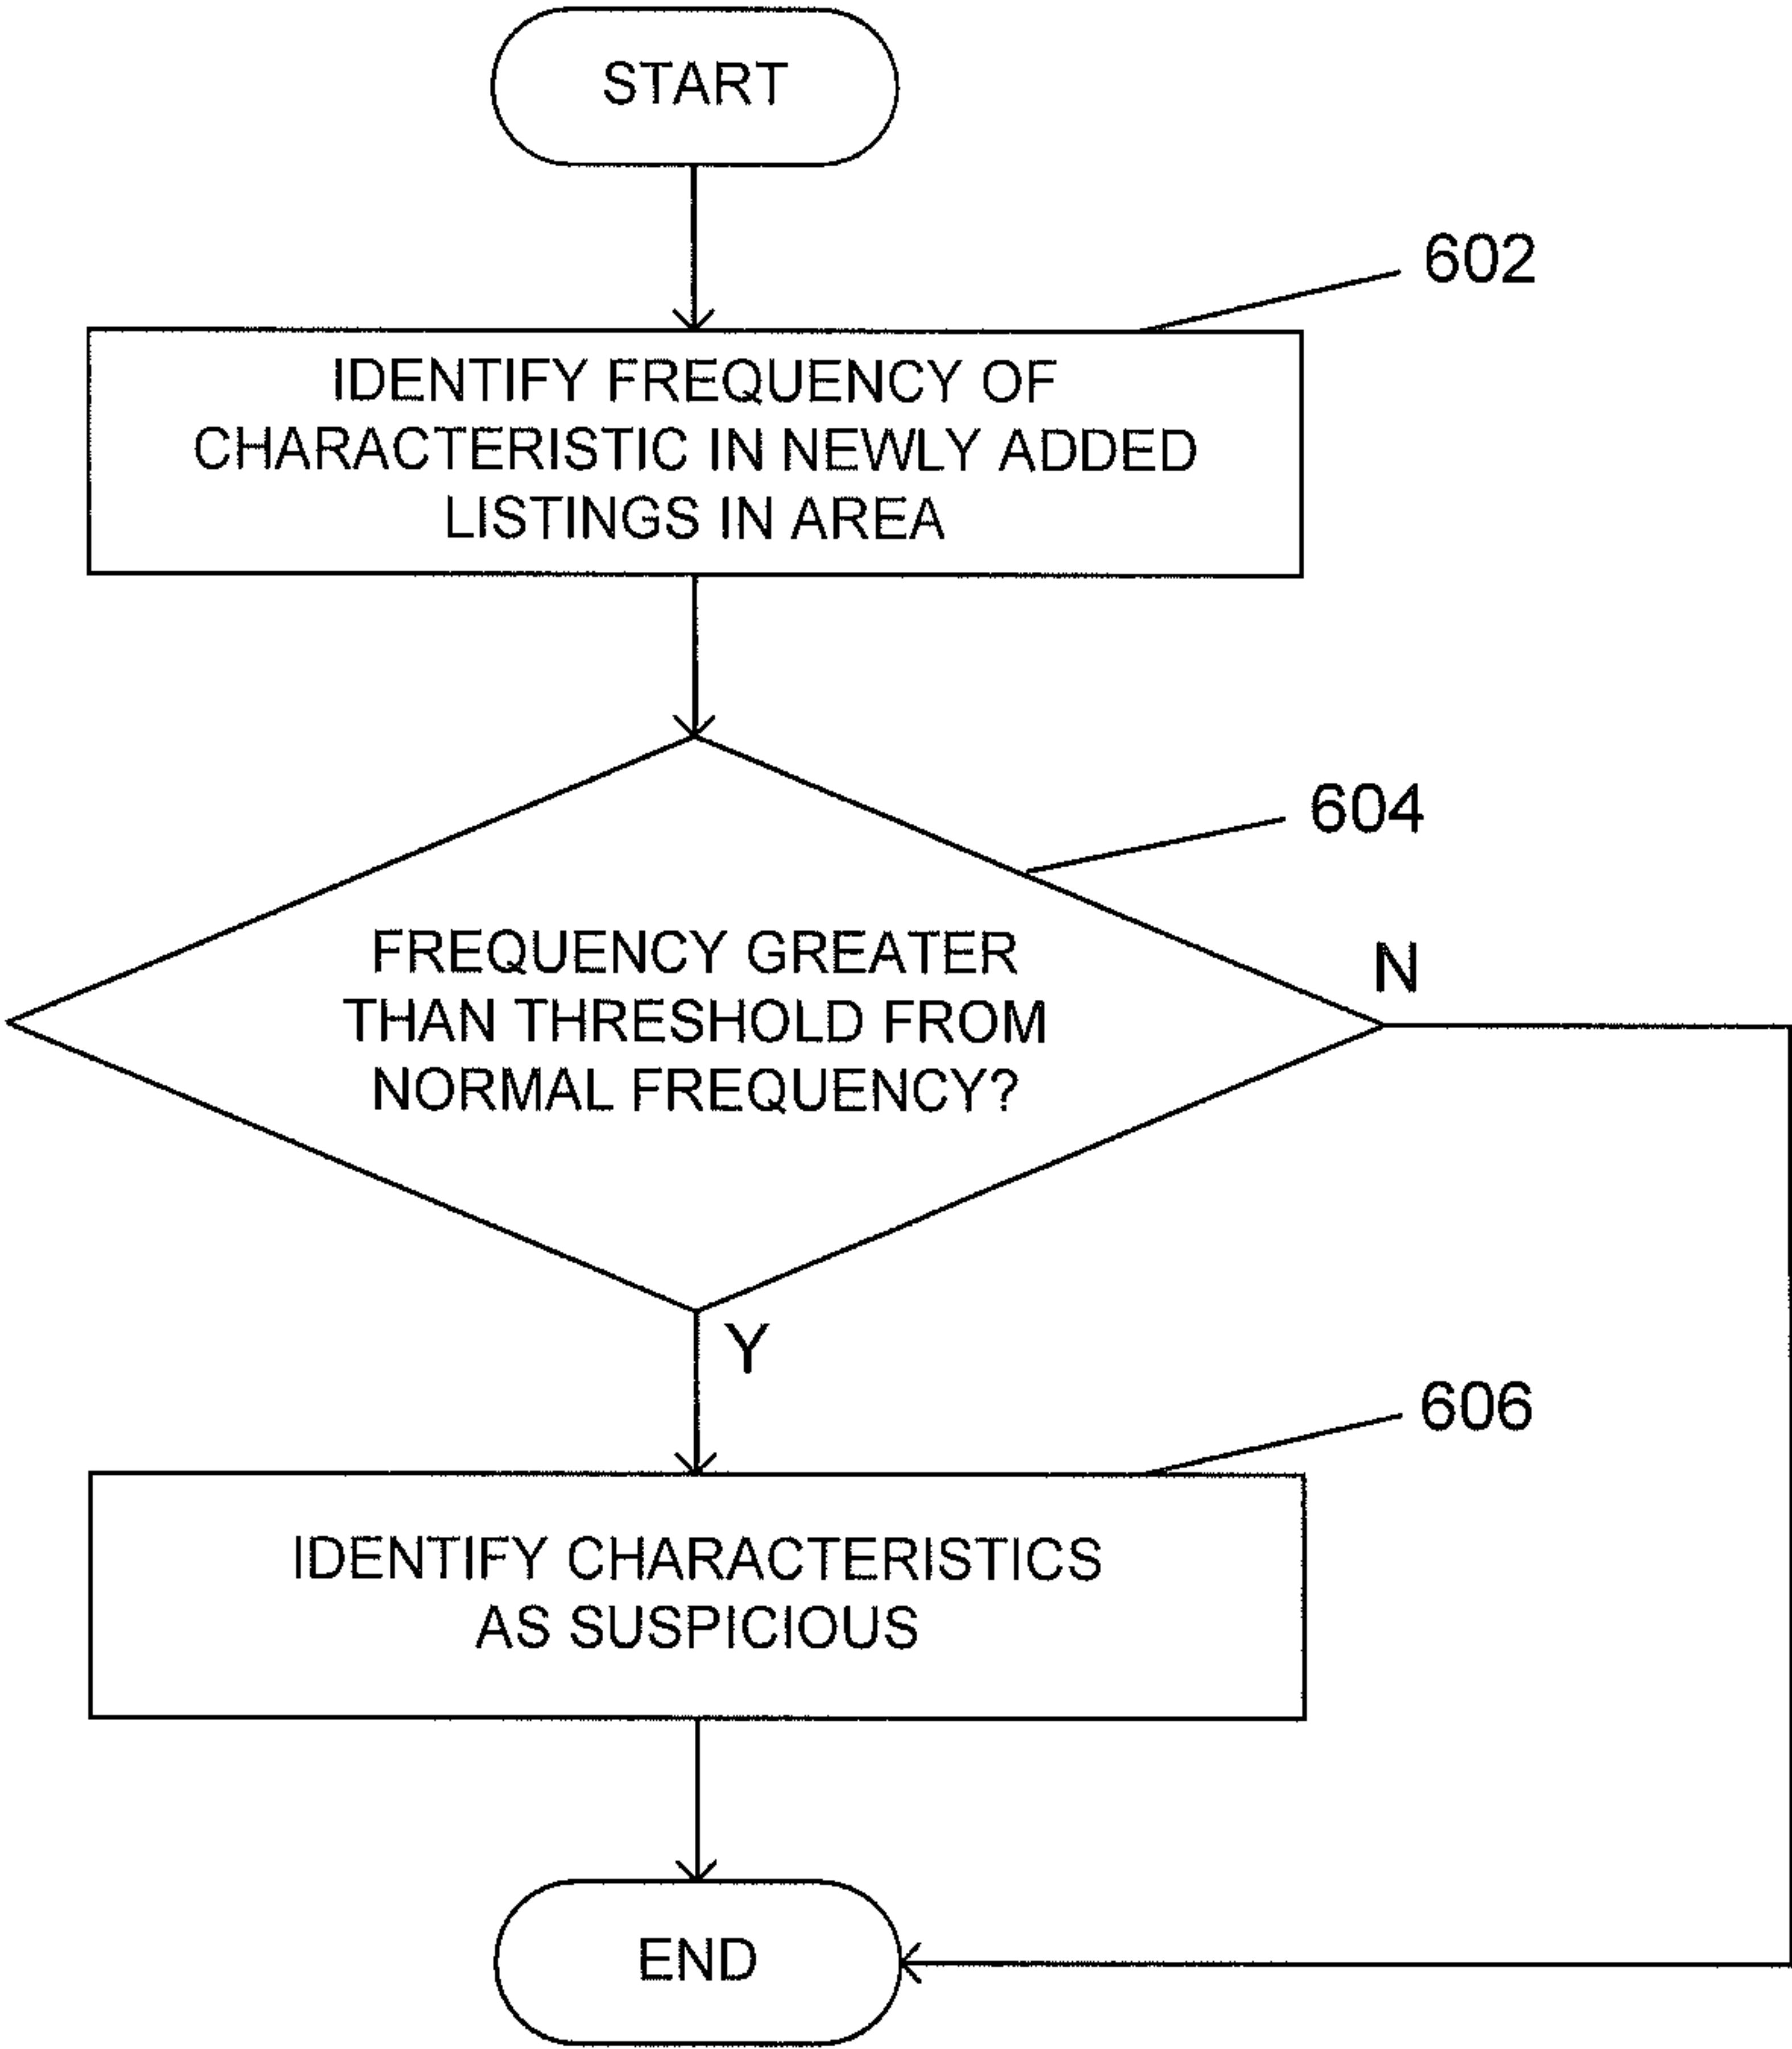 START
602
IDENTIFY FREQUENCY OF
CHARACTERISTIC IN NEWLY ADDED
LISTINGS IN AREA
604
FREQUENCY GREATER
THAN THRESHOLD FROM
NORMAL FREQUENCY?
N
Y
606
IDENTIFY CHARACTERISTICS
AS SUSPICIOUS
END